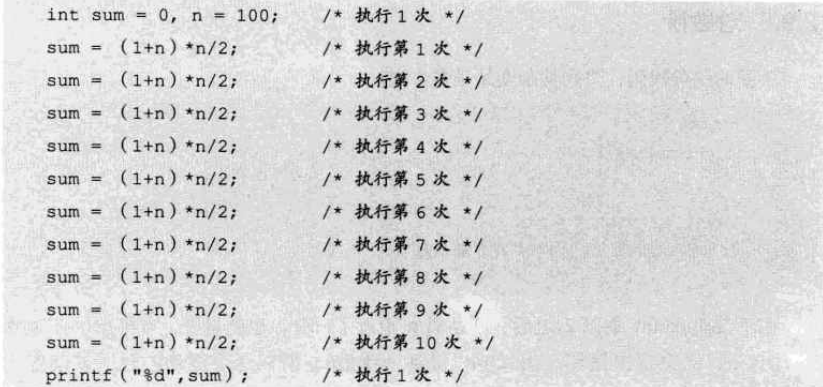 int sum = 0, n = 100; /* 执行1次 */
sum = (1+n)*n/2; /* 执行第1次 */
sum = (1+n)*n/2; /* 执行第2次 */
sum = (1+n)*n/2; /* 执行第3次 */
sum = (1+n)*n/2; /* 执行第4次 */
sum = (1+n)*n/2; /* 执行第5次 */
sum = (1+n)*n/2; /* 执行第6次 */
sum = (1+n)*n/2; /* 执行第7次 */
sum = (1+n)*n/2; /* 执行第8次 */
sum = (1+n)*n/2; /* 执行第9次 */
sum = (1+n)*n/2; /* 执行第10次 */
printf("%d",sum); /* 执行1次 */